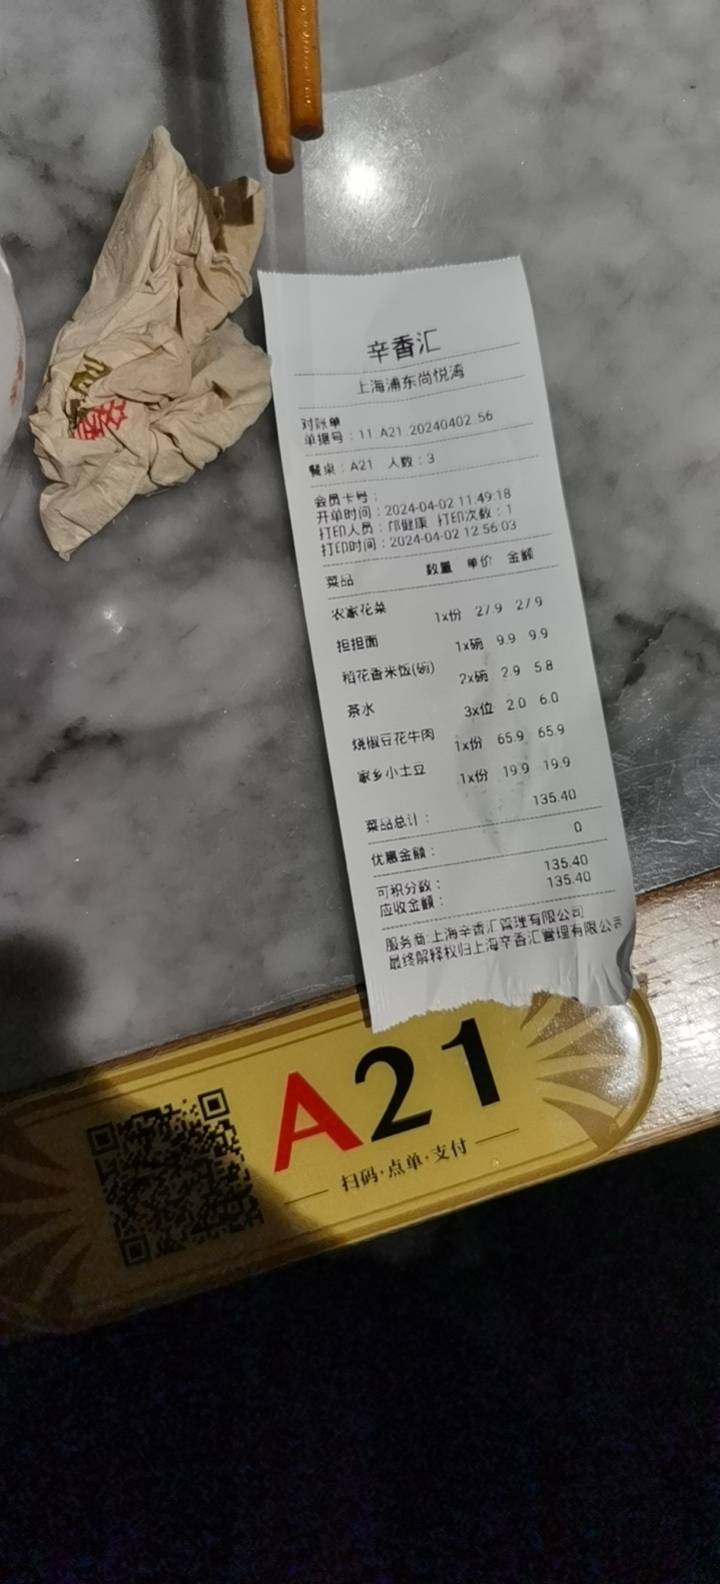 辛香汇
上海浦东尚悦湾
对账单
单据号：11.A21.20240402.56
餐桌：A21 人数：3
会员卡号：
开单时间：2024-04-02 11:49:18
打印人员：邝健康 打印次数：1
打印时间：2024-04-02 12:56:03
菜品 数量 单价 金额
农家花菜 1x份 27.9 27.9
担担面 1x碗 9.9 9.9
稻花香米饭(碗) 2x碗 2.9 5.8
茶水 3x位 2.0 6.0
烧椒豆花牛肉 1x份 65.9 65.9
家乡小土豆 1x份 19.9 19.9
菜品总计： 135.40
优惠金额： 0
可积分数： 135.40
应收金额： 135.40
服务商:上海辛香汇管理有限公司
最终解释权归上海辛香汇管理有限公司
A21
扫码·点单·支付